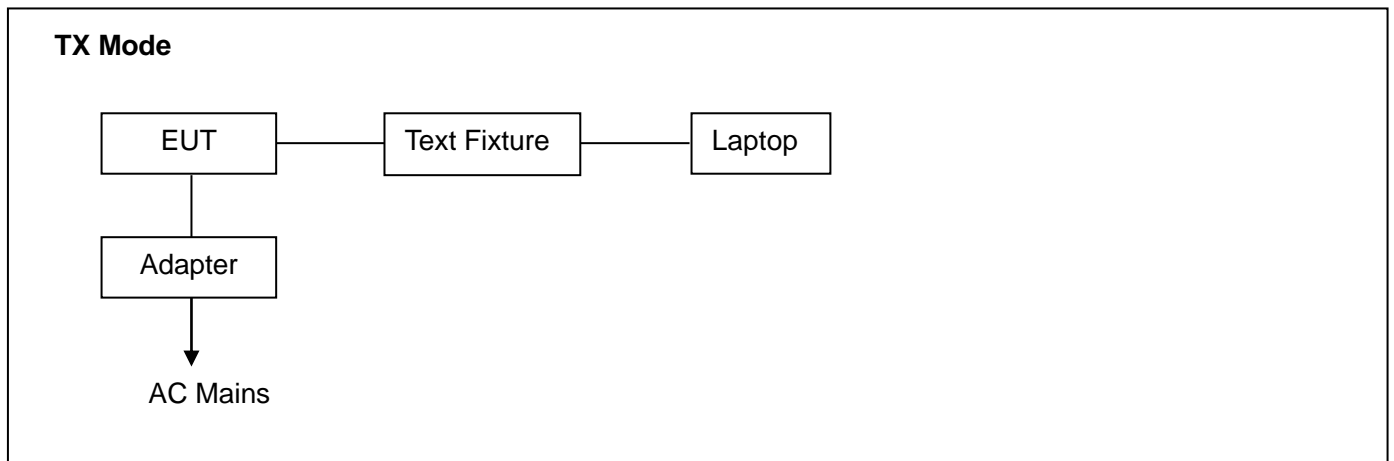 TX Mode
EUT
Text Fixture
Laptop
Adapter
AC Mains